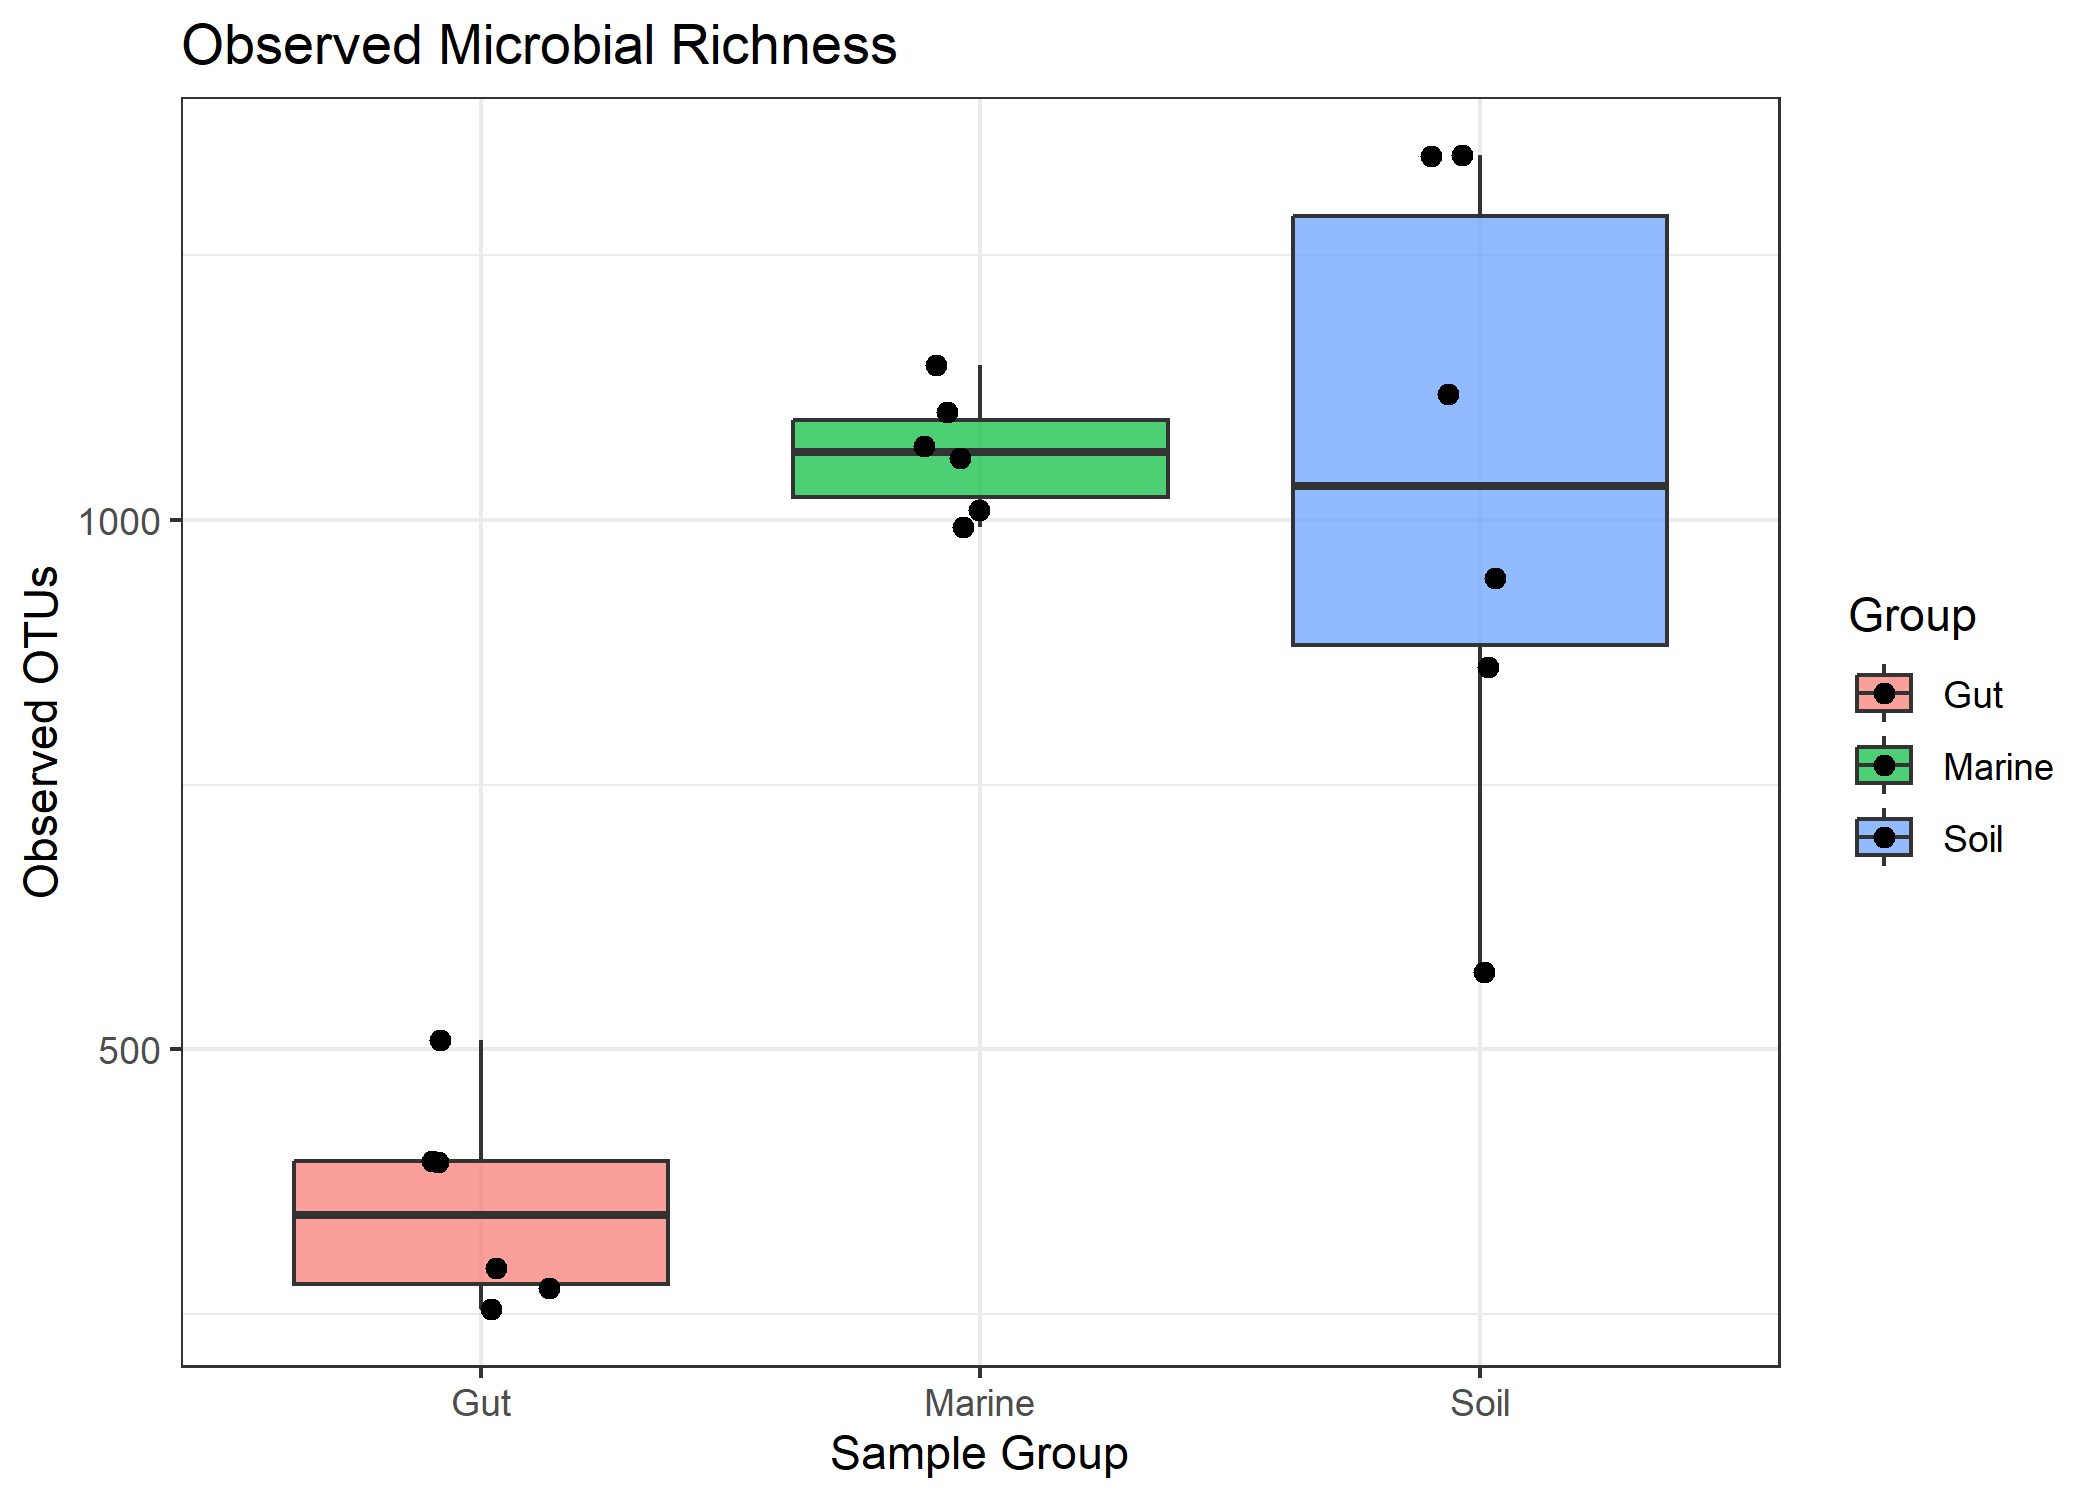 Observed Microbial Richness
Observed OTUs
1000
500
Gut
Marine
Soil
Sample Group
Group
Gut
Marine
Soil